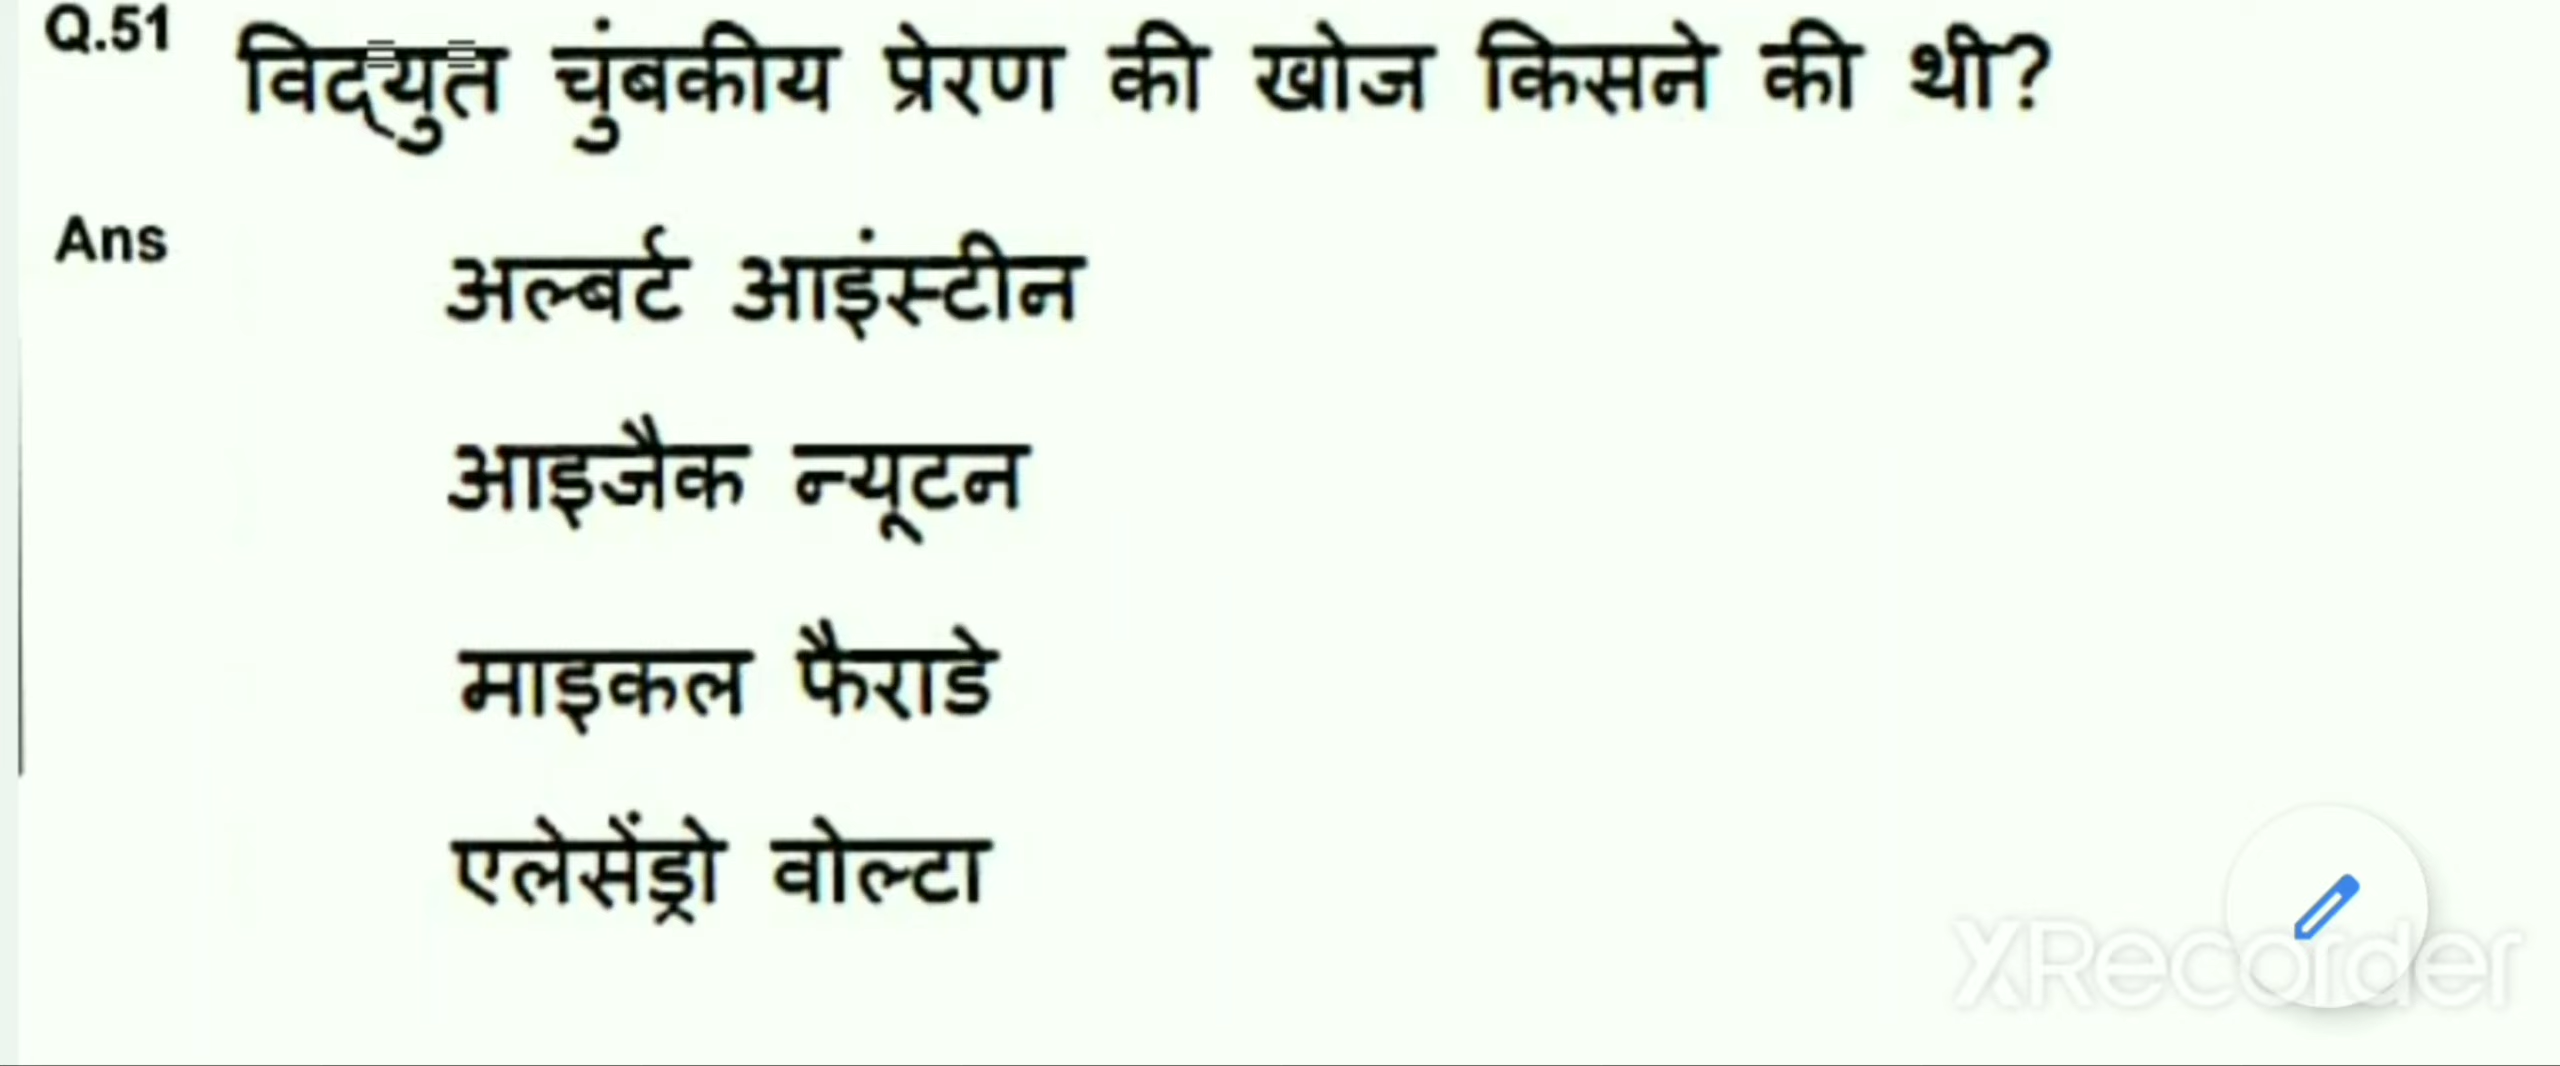 Q.51 विद्युत चुंबकीय प्रेरण की खोज किसने की थी?
Ans
अल्बर्ट आइंस्टीन
आइजैक न्यूटन
माइकल फैराडे
एलेसेंड्रो वोल्टा
XRecorder